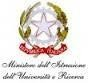 Ministero dell'Istruzione
dell'Università e Ricerca